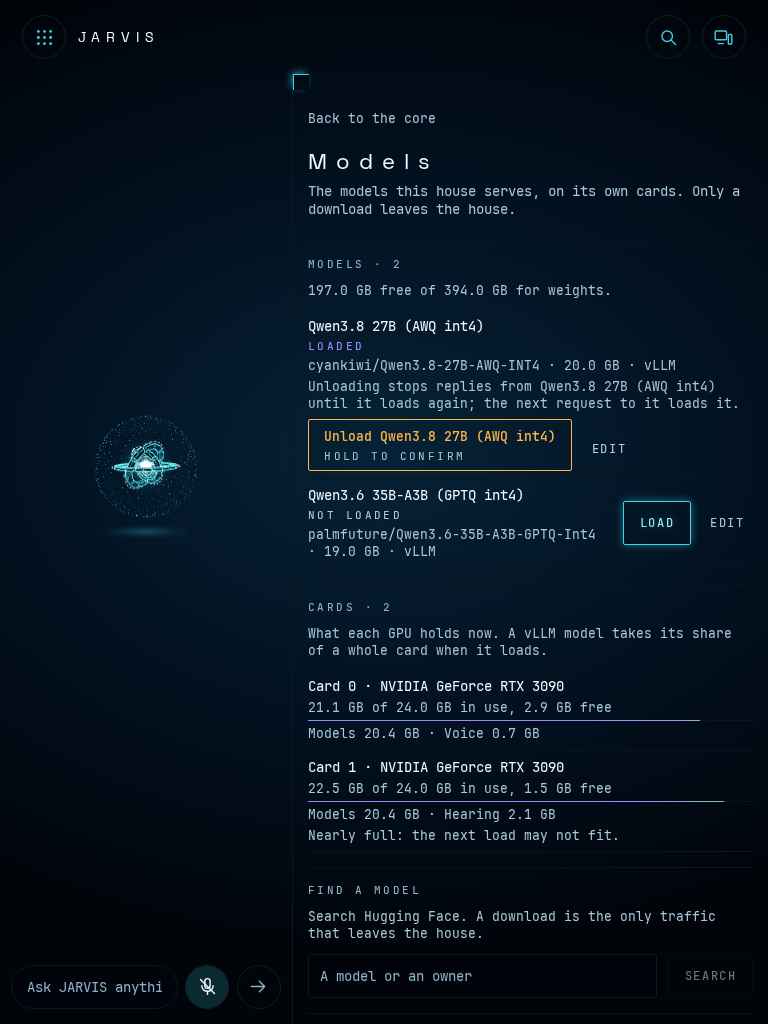 JARVIS
Back to the core
Models
The models this house serves, on its own cards. Only a
download leaves the house.
MODELS · 2
197.0 GB free of 394.0 GB for weights.
Qwen3.8 27B (AWQ int4)
LOADED
cyankiwi/Qwen3.8-27B-AWQ-INT4 · 20.0 GB · vLLM
Unloading stops replies from Qwen3.8 27B (AWQ int4)
until it loads again; the next request to it loads it.
Unload Qwen3.8 27B (AWQ int4)
HOLD TO CONFIRM
EDIT
Qwen3.6 35B-A3B (GPTQ int4)
NOT LOADED
palmfuture/Qwen3.6-35B-A3B-GPTQ-Int4
· 19.0 GB · vLLM
LOAD
EDIT
CARDS · 2
What each GPU holds now. A vLLM model takes its share
of a whole card when it loads.
Card 0 · NVIDIA GeForce RTX 3090
21.1 GB of 24.0 GB in use, 2.9 GB free
Models 20.4 GB · Voice 0.7 GB
Card 1 · NVIDIA GeForce RTX 3090
22.5 GB of 24.0 GB in use, 1.5 GB free
Models 20.4 GB · Hearing 2.1 GB
Nearly full: the next load may not fit.
FIND A MODEL
Search Hugging Face. A download is the only traffic
that leaves the house.
A model or an owner
SEARCH
Ask JARVIS anythi